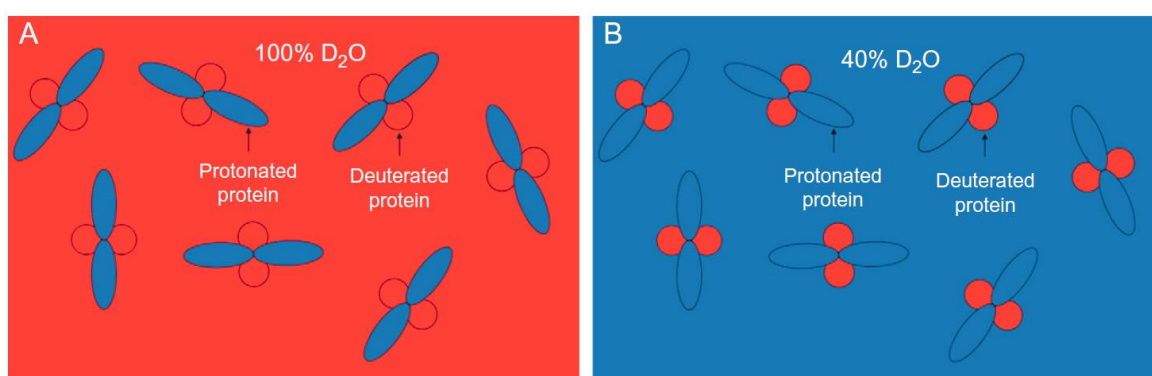 A
100% D₂O
Protonated
protein
Deuterated
protein
B
40% D₂O
Protonated
protein
Deuterated
protein